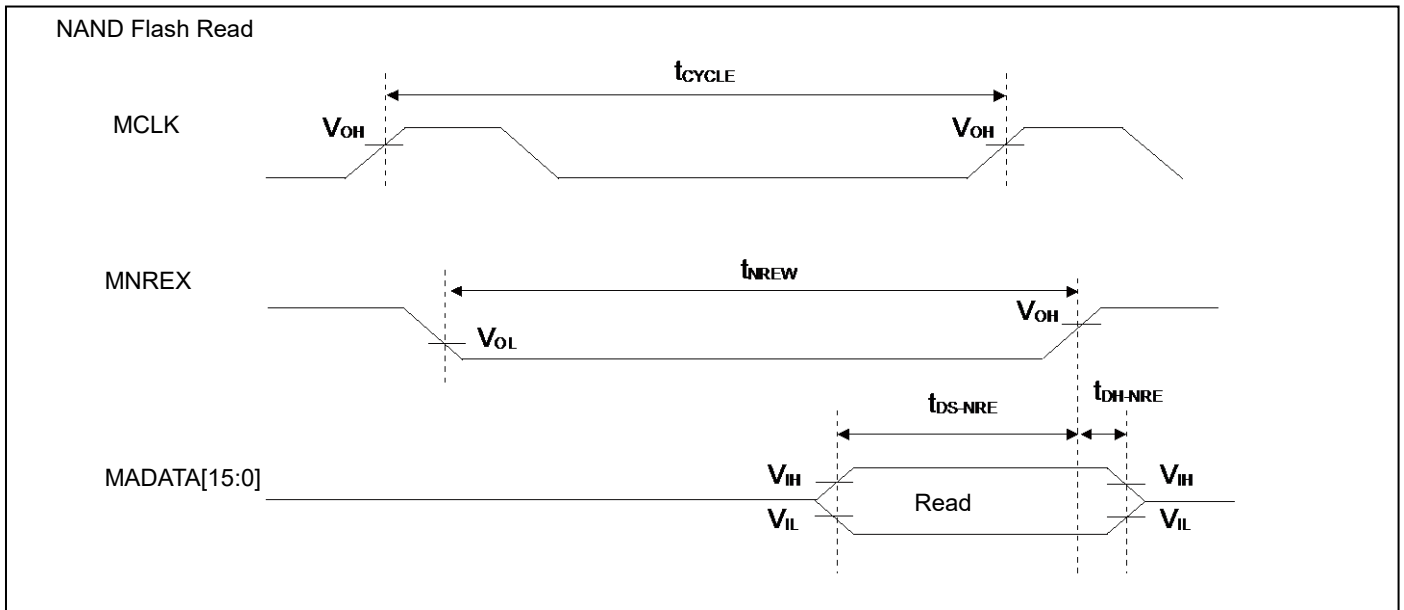 NAND Flash Read
tCYCLE
MCLK
VOH
VOH
MNREX
tNREW
VOH
VOL
tDS-NRE
tDH-NRE
MADATA[15:0]
VIH
VIH
Read
VIL
VIL